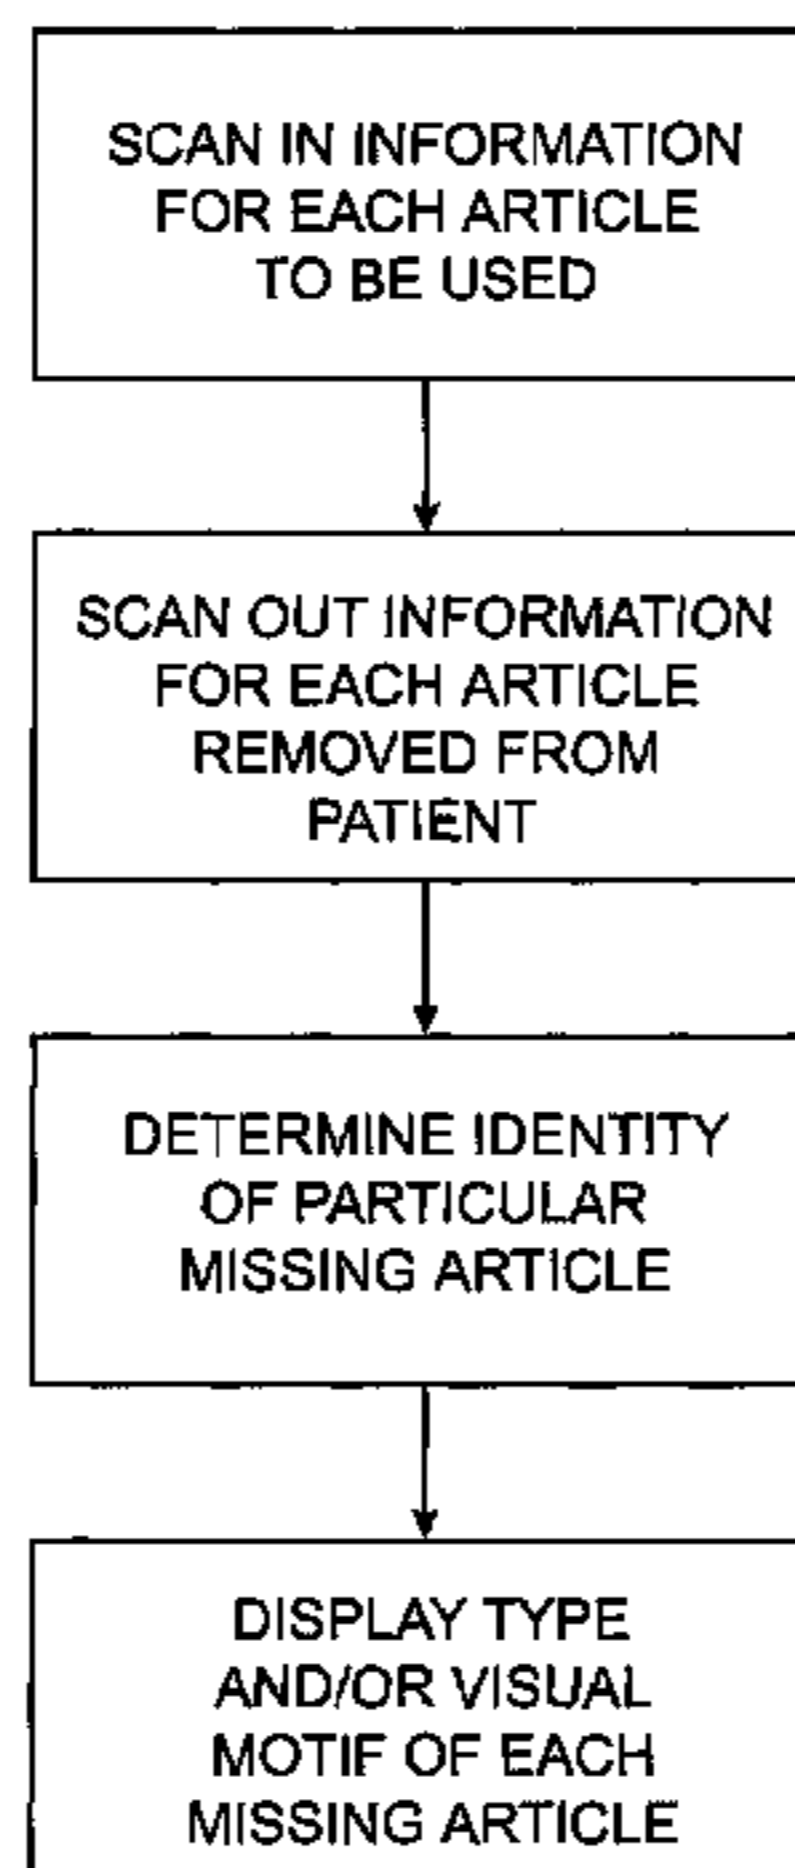 SCAN IN INFORMATION
FOR EACH ARTICLE
TO BE USED
SCAN OUT INFORMATION
FOR EACH ARTICLE
REMOVED FROM
PATIENT
DETERMINE IDENTITY
OF PARTICULAR
MISSING ARTICLE
DISPLAY TYPE
AND/OR VISUAL
MOTIF OF EACH
MISSING ARTICLE